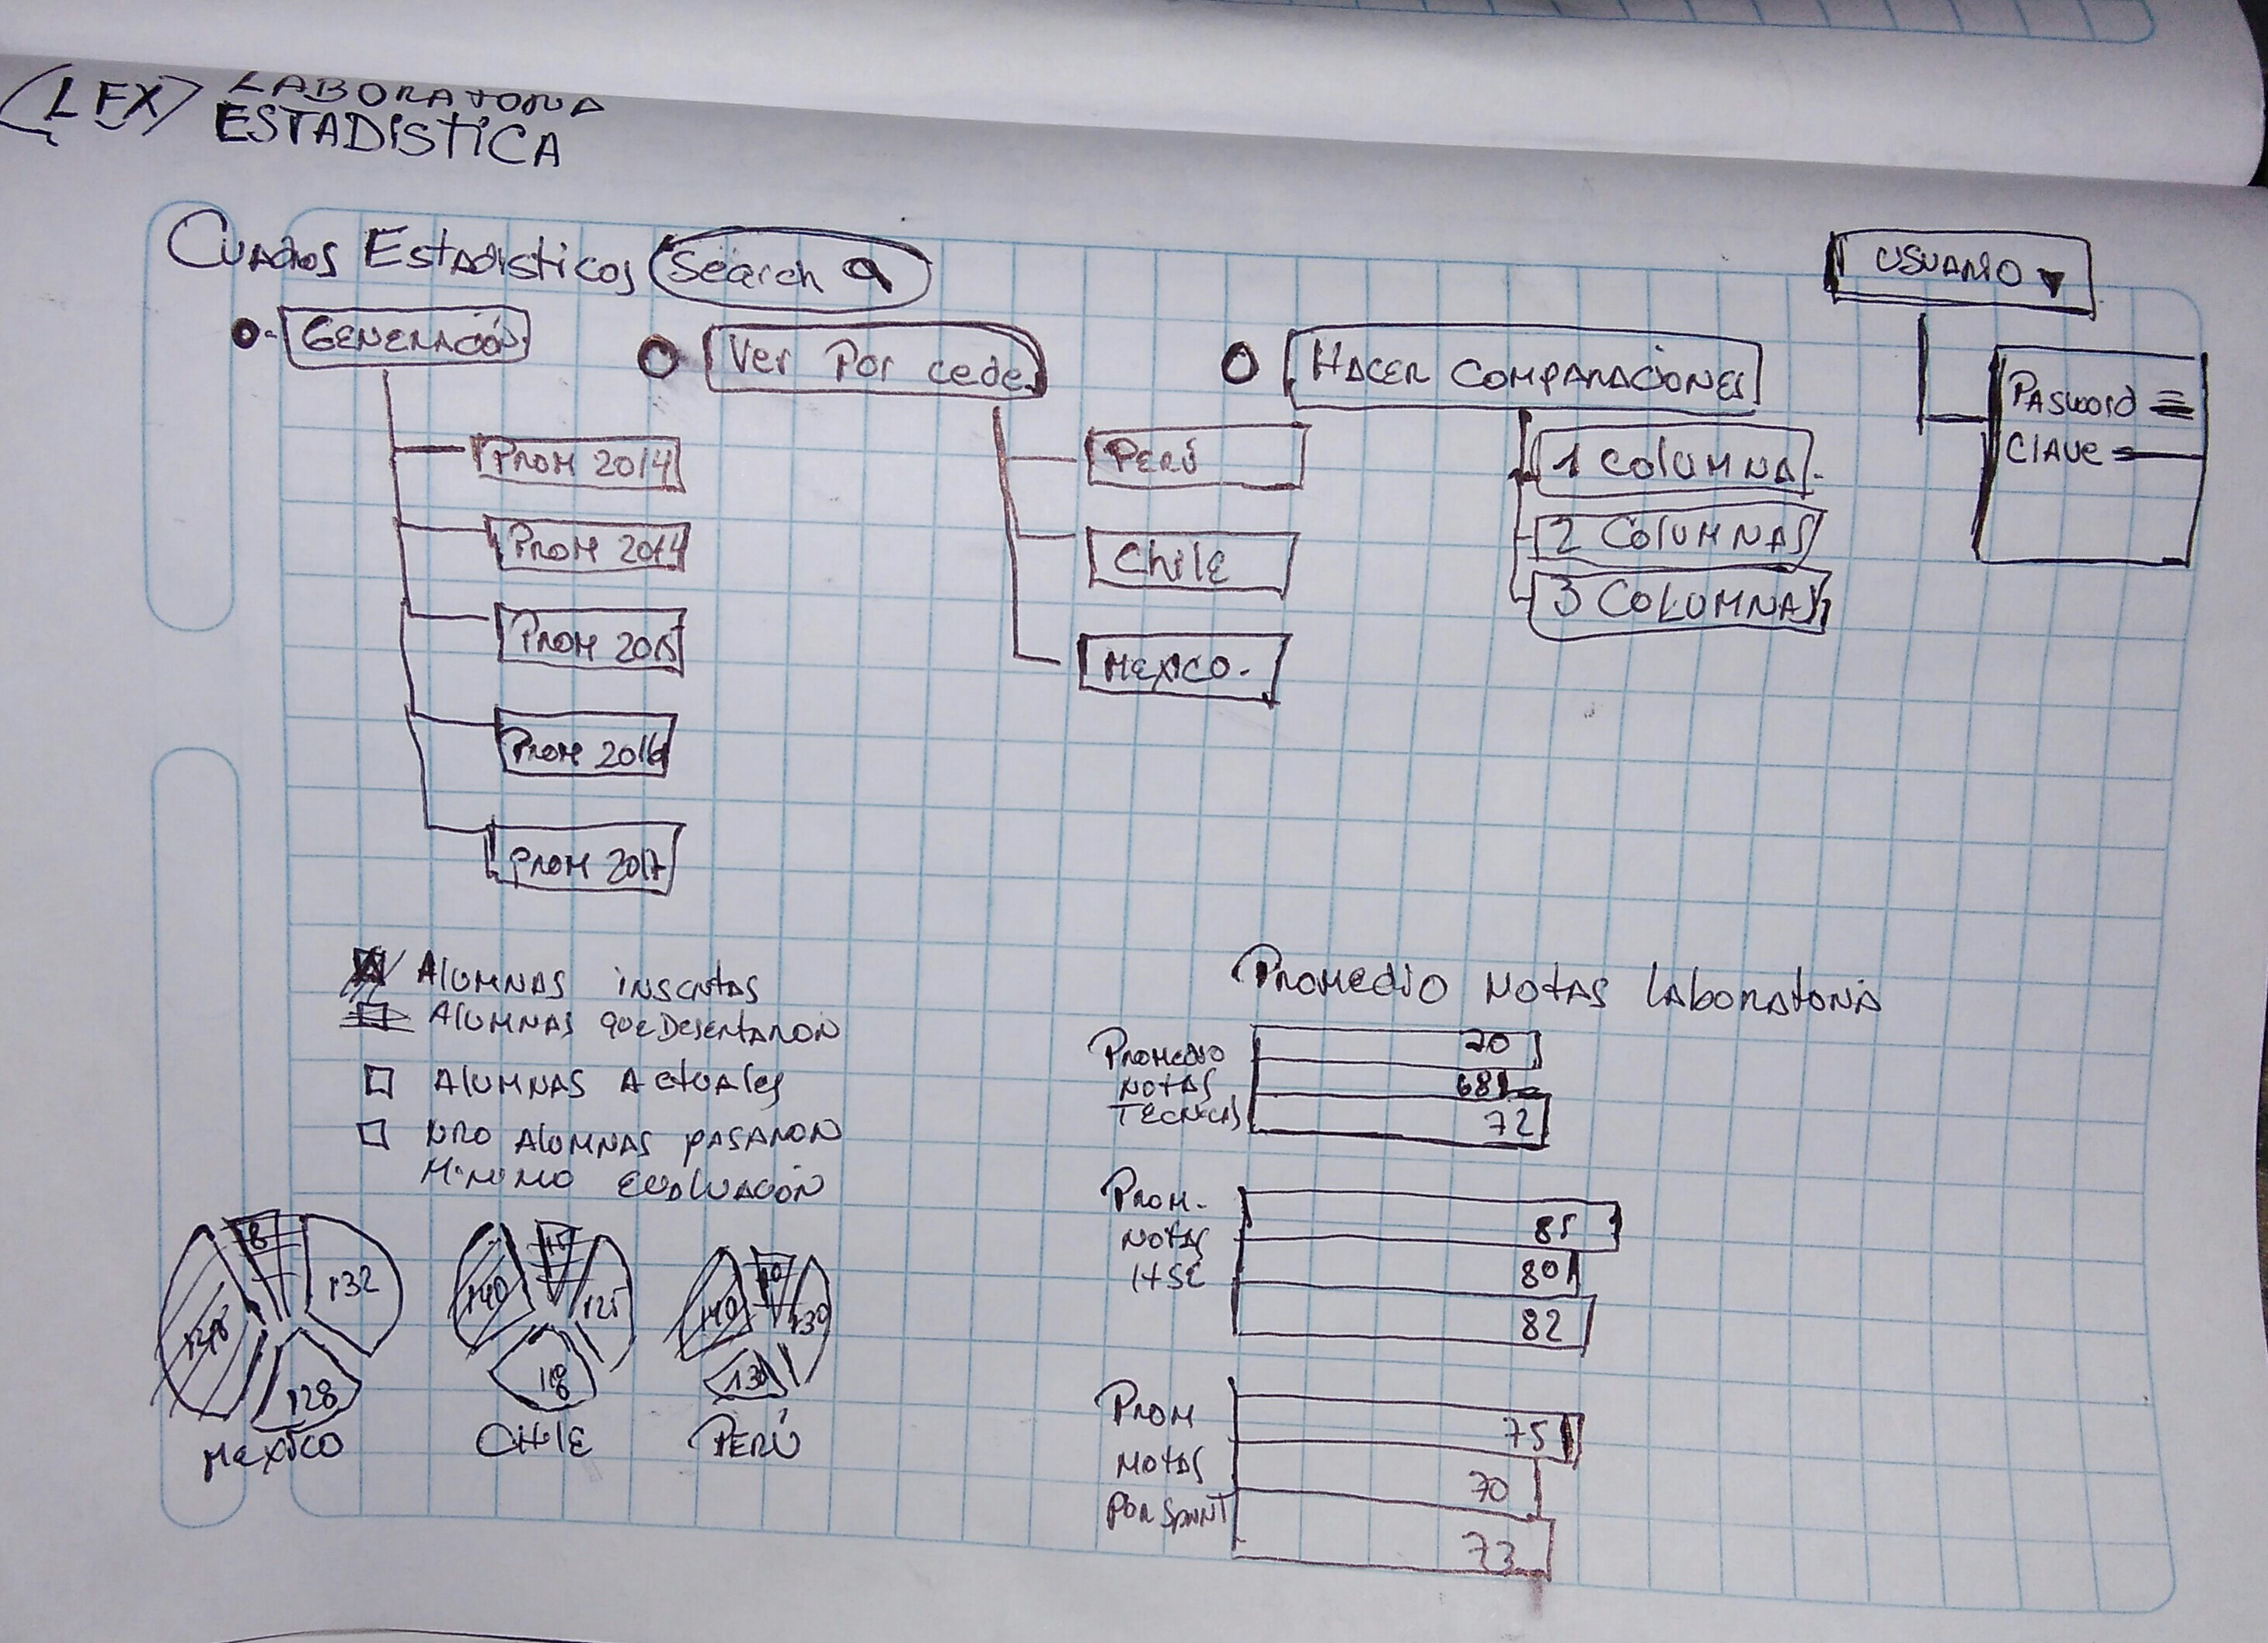 <LFX> LABORATORIA
ESTADÍSTICA
Cuadros Estadisticos Search
USUARIO
GENERACIÓN
Ver Por cede
HACER COMPARACIONES
PASWORD
CLAVE
PROM 2014
PROM 2014
PROM 2015
PROM 2016
PROM 2017
PERÚ
CHILE
MEXICO.
1 COLUMNA
2 COLUMNAS
3 COLUMNAS
ALUMNAS INSCRITAS
ALUMNAS QUE DESERTARON
ALUMNAS ACTUALES
NRO ALUMNAS PASARON
MINIMO EVALUACIÓN
8
132
128
MEXICO
140
15
125
118
CHILE
140
10
130
PERÚ
PROMEDIO NOTAS LABORATORIA
PROMEDIO
NOTAS
TECNICAS
70
68
72
PROM.
NOTAS
HSE
85
80
82
PROM
NOTAS
POR SPRINT
75
70
73